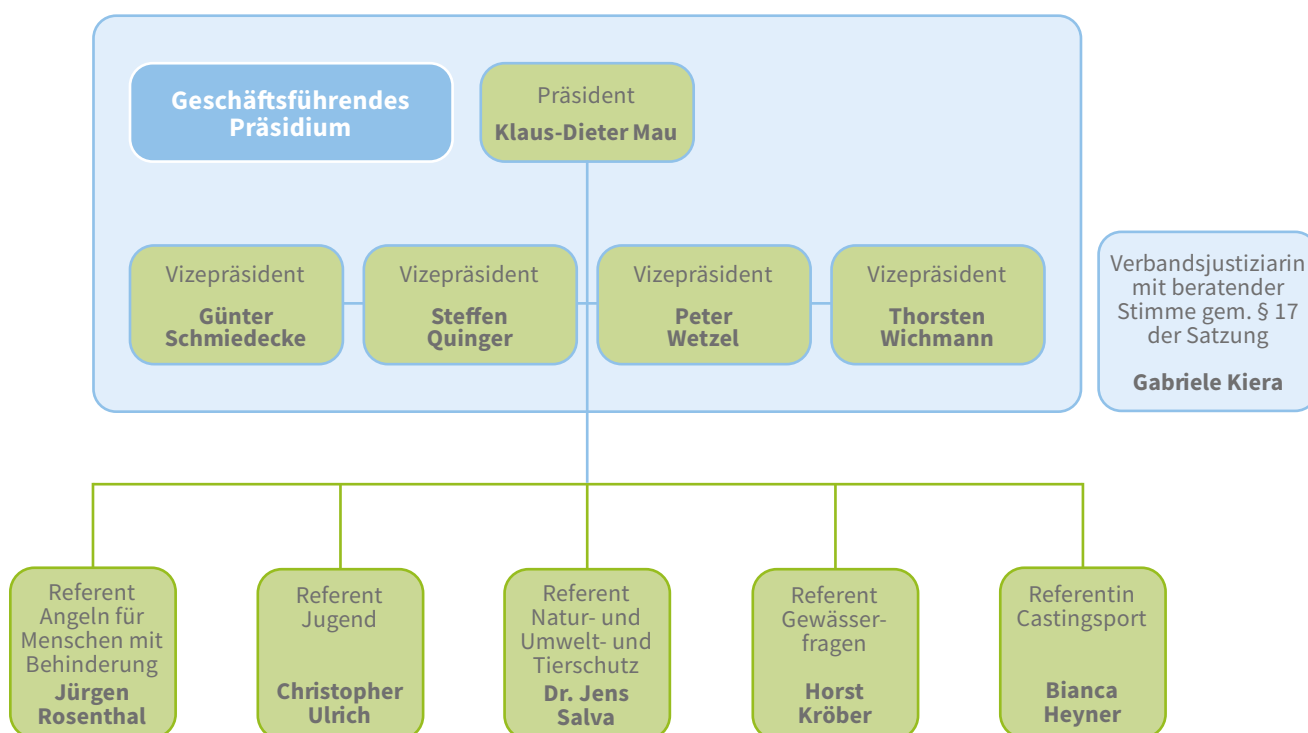 Geschäftsführendes
Präsidium
Präsident
Klaus-Dieter Mau
Vizepräsident
Günter
Schmiedecke
Vizepräsident
Steffen
Quinger
Vizepräsident
Peter
Wetzel
Vizepräsident
Thorsten
Wichmann
Verbandsjustiziarin
mit beratender
Stimme gem. § 17
der Satzung
Gabriele Kiera
Referent
Angeln für
Menschen mit
Behinderung
Jürgen
Rosenthal
Referent
Jugend
Christopher
Ulrich
Referent
Natur- und
Umwelt- und
Tierschutz
Dr. Jens
Salva
Referent
Gewässer-
fragen
Horst
Kröber
Referentin
Castingsport
Bianca
Heyner